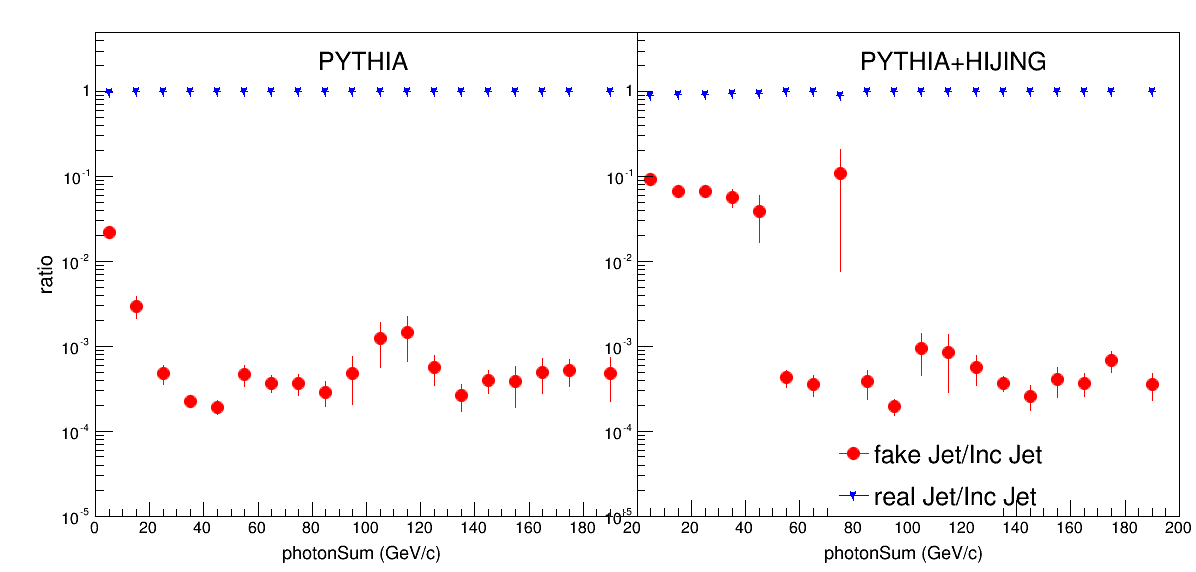 PYTHIA
PYTHIA+HIJING
1
1
10^-1
10^-1
10^-2
10^-2
ratio
10^-3
10^-3
10^-4
10^-4
fake Jet/Inc Jet
real Jet/Inc Jet
10^-5
0 20 40 60 80 100 120 140 160 180
20 20 40 60 80 100 120 140 160 180 200
photonSum (GeV/c)
photonSum (GeV/c)